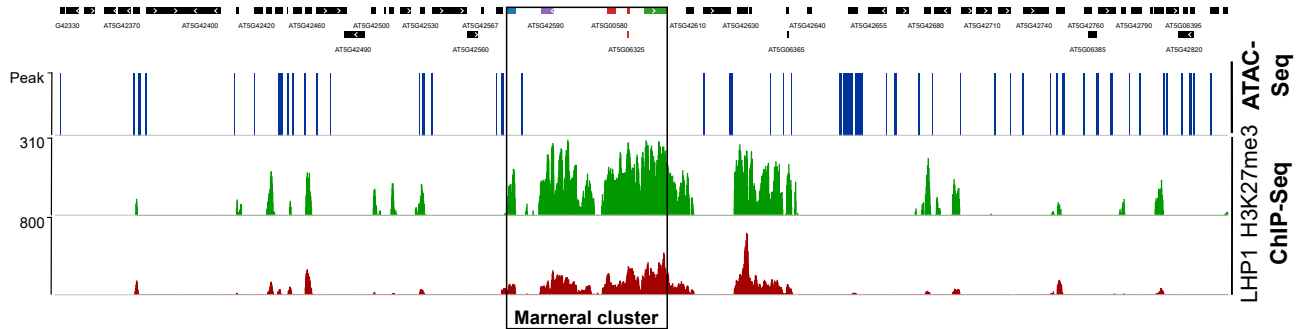 G42330 AT5G42370 AT5G42400 AT5G42420 AT5G42460 AT5G42500 AT5G42530 AT5G42567 AT5G42590 AT5G00580 AT5G42610 AT5G42630 AT5G42640 AT5G42655 AT5G42680 AT5G42710 AT5G42740 AT5G42760 AT5G42790 AT5G06395
AT5G42490 AT5G42560 AT5G06325 AT5G06365 AT5G06385 AT5G42820
Peak
310
800
ATAC-
Seq
H3K27me3
LHP1
ChIP-Seq
Marneral cluster